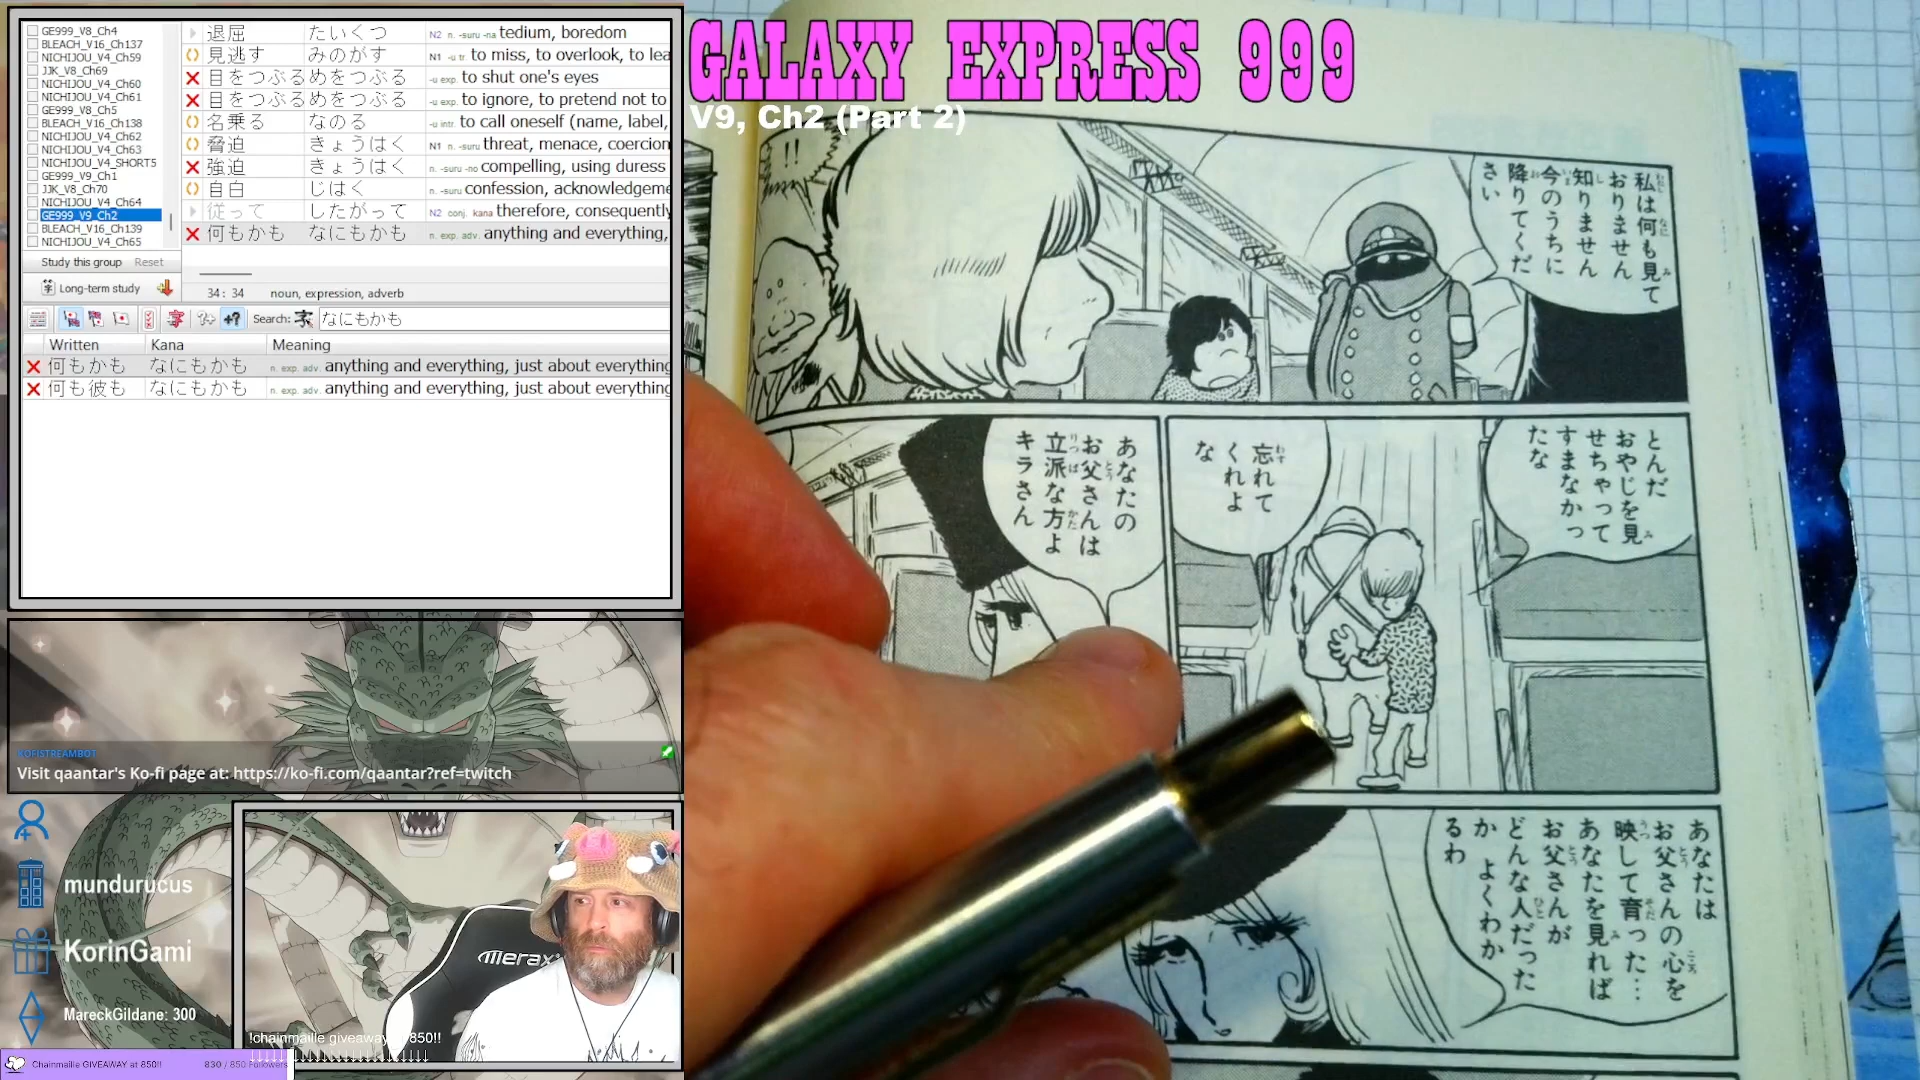 GE999_V8_Ch4
BLEACH_V16_Ch137
NICHIJOU_V4_Ch59
JJK_V8_Ch69
NICHIJOU_V4_Ch60
NICHIJOU_V4_Ch61
GE999_V8_Ch5
BLEACH_V16_Ch138
NICHIJOU_V4_Ch62
NICHIJOU_V4_Ch63
NICHIJOU_V4_SHORTS
GE999_V9_Ch1
JJK_V8_Ch70
NICHIJOU_V4_Ch64
GE999_V9_Ch2
BLEACH_V16_Ch139
NICHIJOU_V4_Ch65
Study this group Reset
Long-term study
退屈 たいくつ N2 n. -suru -na tedium, boredom
見逃す みのがす N1 -u tr. to miss, to overlook, to lea
目をつぶる めをつぶる -u exp. to shut one's eyes
目をつぶる めをつぶる -u exp. to ignore, to pretend not to
名乗る なのる -u intr. to call oneself (name, label,
脅迫 きょうはく N1 n. -suru threat, menace, coercion
強迫 きょうはく n. -suru -no compelling, using duress
自白 じはく n. -suru confession, acknowledgeme
従って したがって N2 conj. kana therefore, consequently
何もかも なにもかも n. exp. adv. anything and everything,
34: 34 noun, expression, adverb
Search: なにもかも
Written Kana Meaning
何もかも なにもかも n. exp. adv. anything and everything, just about everything
何も彼も なにもかも n. exp. adv. anything and everything, just about everything
KOFISTREAMBOT
Visit qaantar's Ko-fi page at: https://ko-fi.com/qaantar?ref=twitch
mundurucus
KorinGami
MareckGildane: 300
Chainmaille GIVEAWAY at 850!! 830 / 850 Followers
merax
!chainmaille giveaway 850!!
GALAXY EXPRESS 999
V9, Ch2 (Part 2)
私は何も見て
おりません
知りません
今のうちに
降りてくだ
さい
!!
とんだ
おやじを見
せちゃって
すまなかっ
たな
忘れて
くれよ
な
あなたの
お父さんは
立派な方よ
キラさん
あなたは
お父さんの心を
映して育った…
あなたを見れば
お父さんが
どんな人だった
か よくわか
るわ